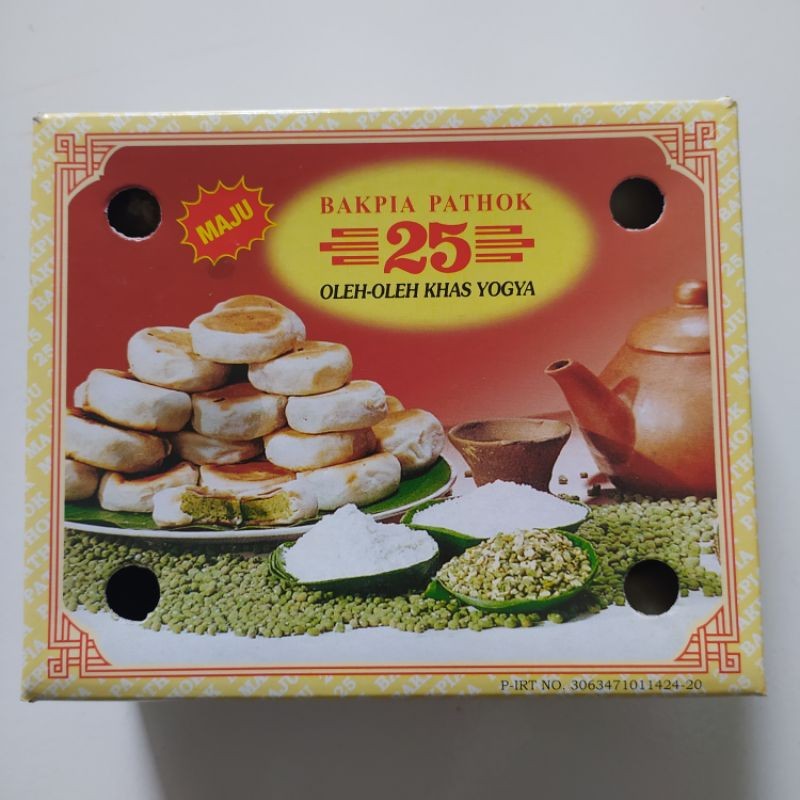 MAJU
BAKPIA PATHOK
25
OLEH-OLEH KHAS YOGYA
P-IRT NO. 3063471011424-20